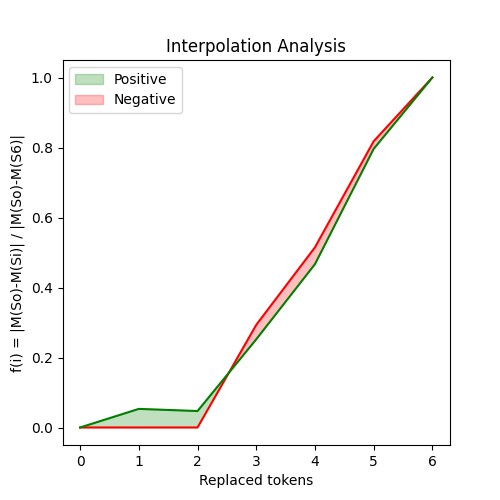 Interpolation Analysis
Positive
Negative
f(i) = |M(So)-M(Si)| / |M(So)-M(S6)|
1.0
0.8
0.6
0.4
0.2
0.0
0 1 2 3 4 5 6
Replaced tokens